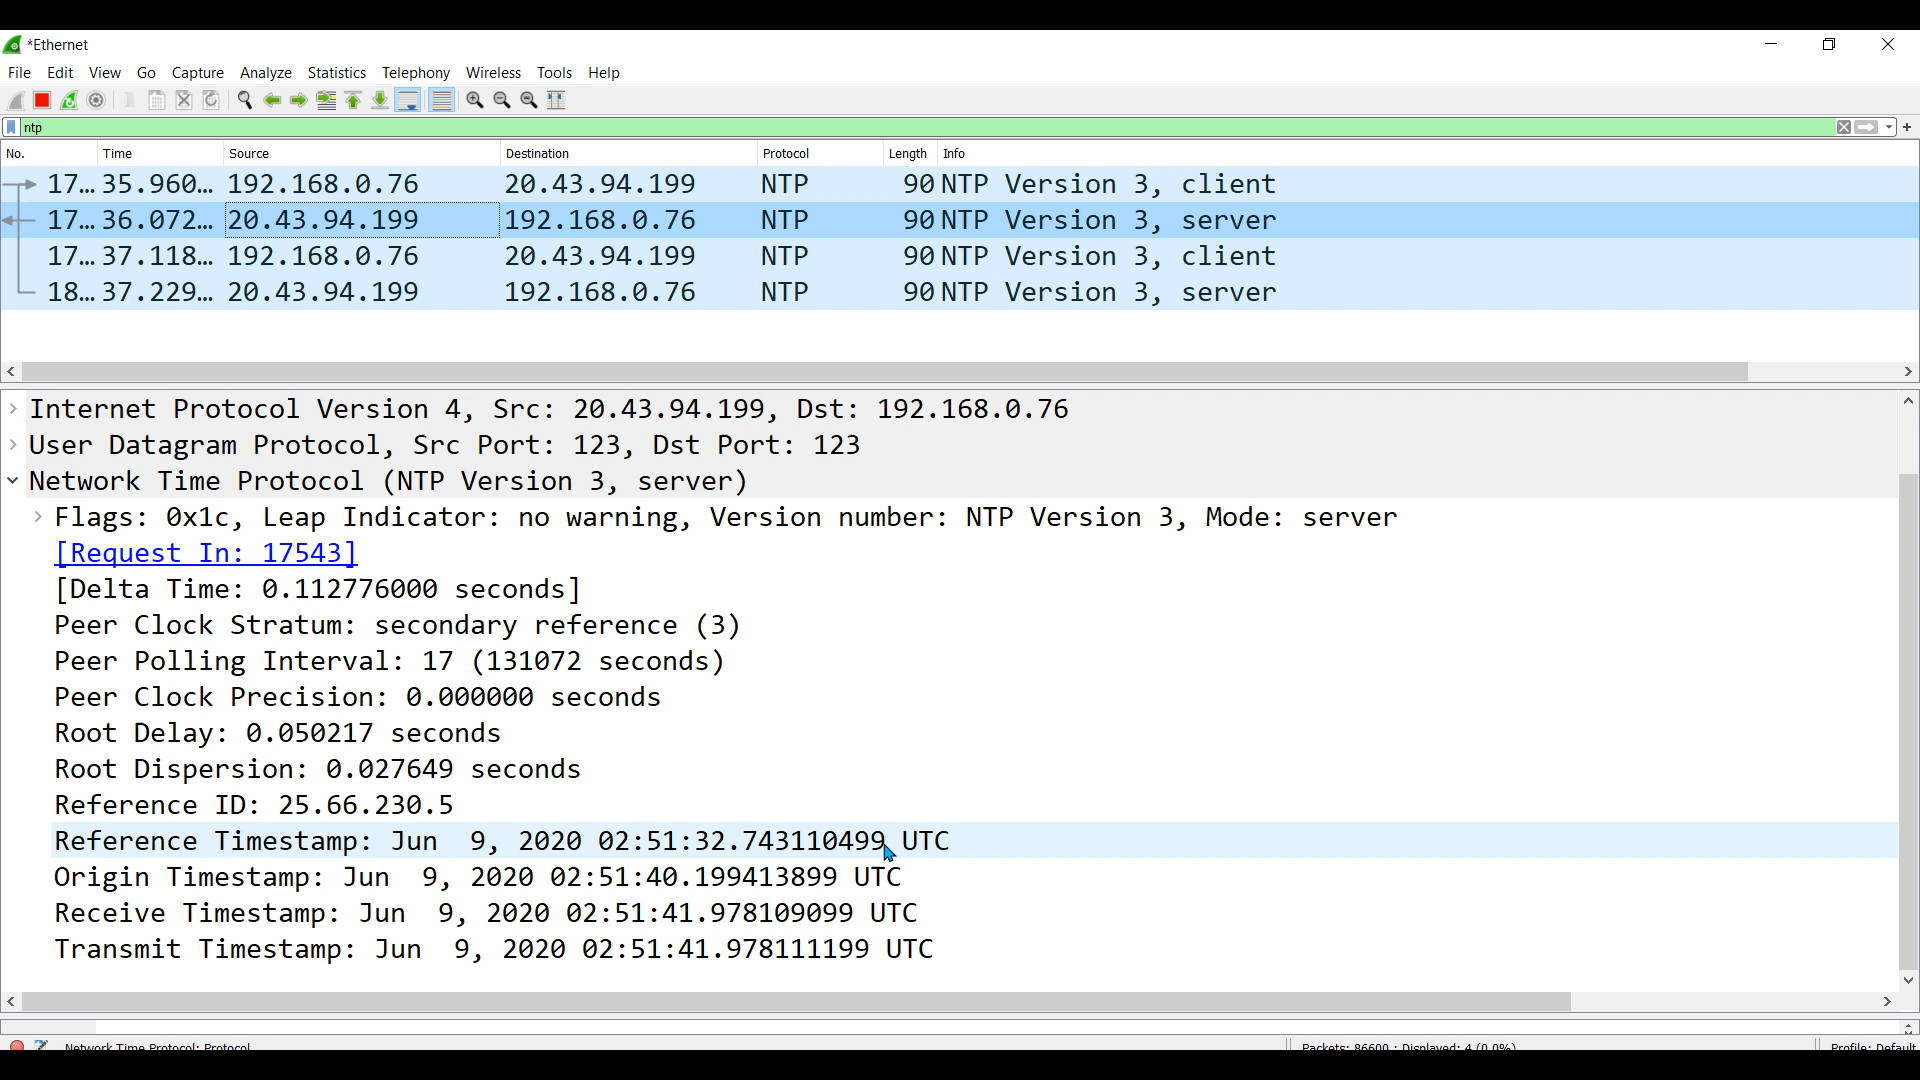 *Ethernet
File Edit View Go Capture Analyze Statistics Telephony Wireless Tools Help
ntp
No. Time Source Destination Protocol Length Info
17… 35.960… 192.168.0.76 20.43.94.199 NTP 90 NTP Version 3, client
17… 36.072… 20.43.94.199 192.168.0.76 NTP 90 NTP Version 3, server
17… 37.118… 192.168.0.76 20.43.94.199 NTP 90 NTP Version 3, client
18… 37.229… 20.43.94.199 192.168.0.76 NTP 90 NTP Version 3, server
Internet Protocol Version 4, Src: 20.43.94.199, Dst: 192.168.0.76
User Datagram Protocol, Src Port: 123, Dst Port: 123
Network Time Protocol (NTP Version 3, server)
Flags: 0x1c, Leap Indicator: no warning, Version number: NTP Version 3, Mode: server
[Request In: 17543]
[Delta Time: 0.112776000 seconds]
Peer Clock Stratum: secondary reference (3)
Peer Polling Interval: 17 (131072 seconds)
Peer Clock Precision: 0.000000 seconds
Root Delay: 0.050217 seconds
Root Dispersion: 0.027649 seconds
Reference ID: 25.66.230.5
Reference Timestamp: Jun  9, 2020 02:51:32.743110499 UTC
Origin Timestamp: Jun  9, 2020 02:51:40.199413899 UTC
Receive Timestamp: Jun  9, 2020 02:51:41.978109099 UTC
Transmit Timestamp: Jun  9, 2020 02:51:41.978111199 UTC
Network Time Protocol: Protocol Packets: 86600 · Displayed: 4 (0.0%) Profile: Default